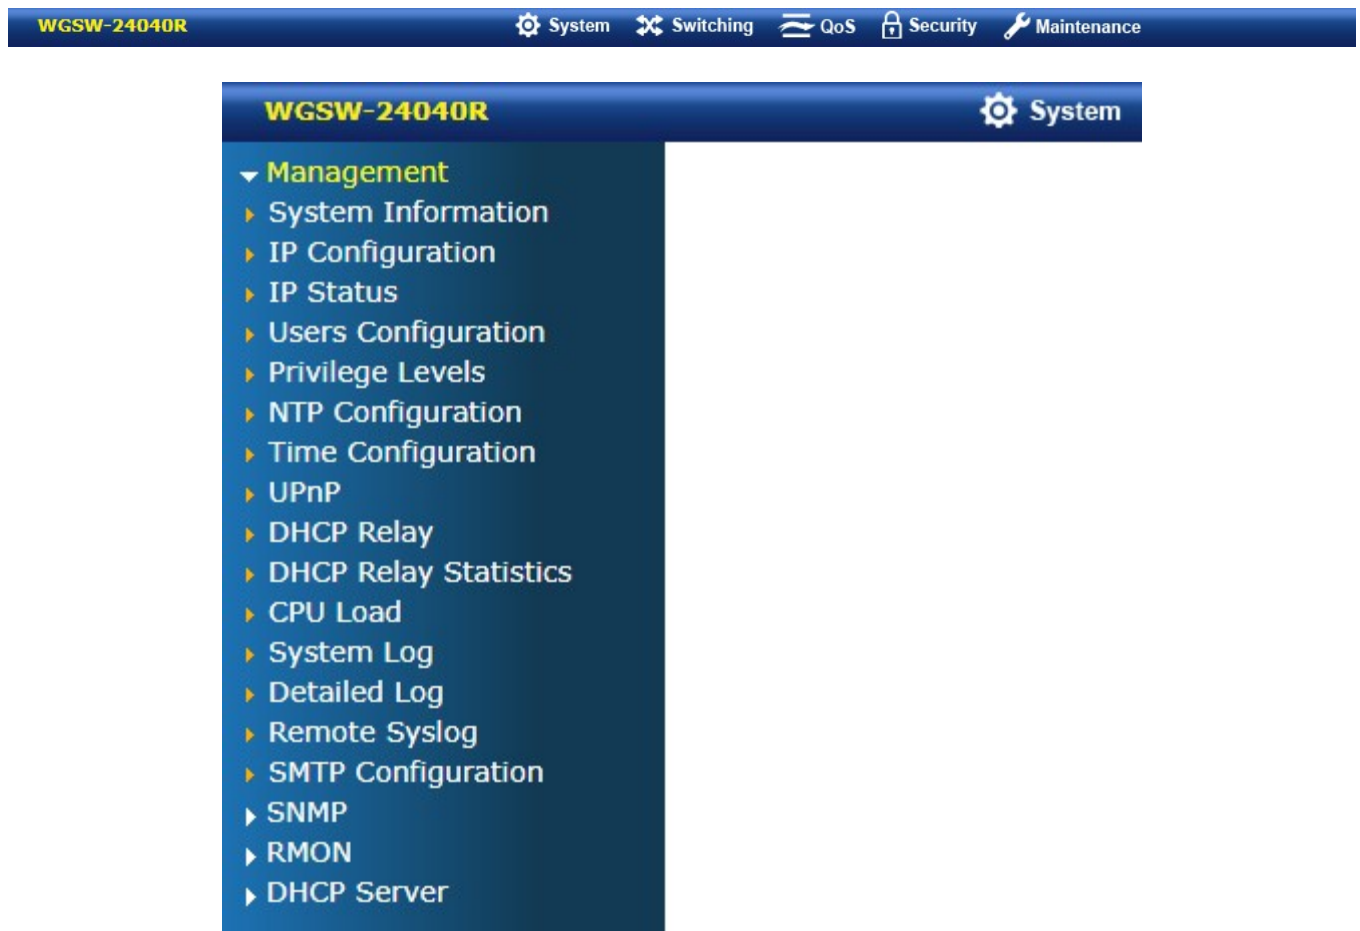 WGSW-24040R System Switching QoS Security Maintenance
WGSW-24040R System
Management
System Information
IP Configuration
IP Status
Users Configuration
Privilege Levels
NTP Configuration
Time Configuration
UPnP
DHCP Relay
DHCP Relay Statistics
CPU Load
System Log
Detailed Log
Remote Syslog
SMTP Configuration
SNMP
RMON
DHCP Server